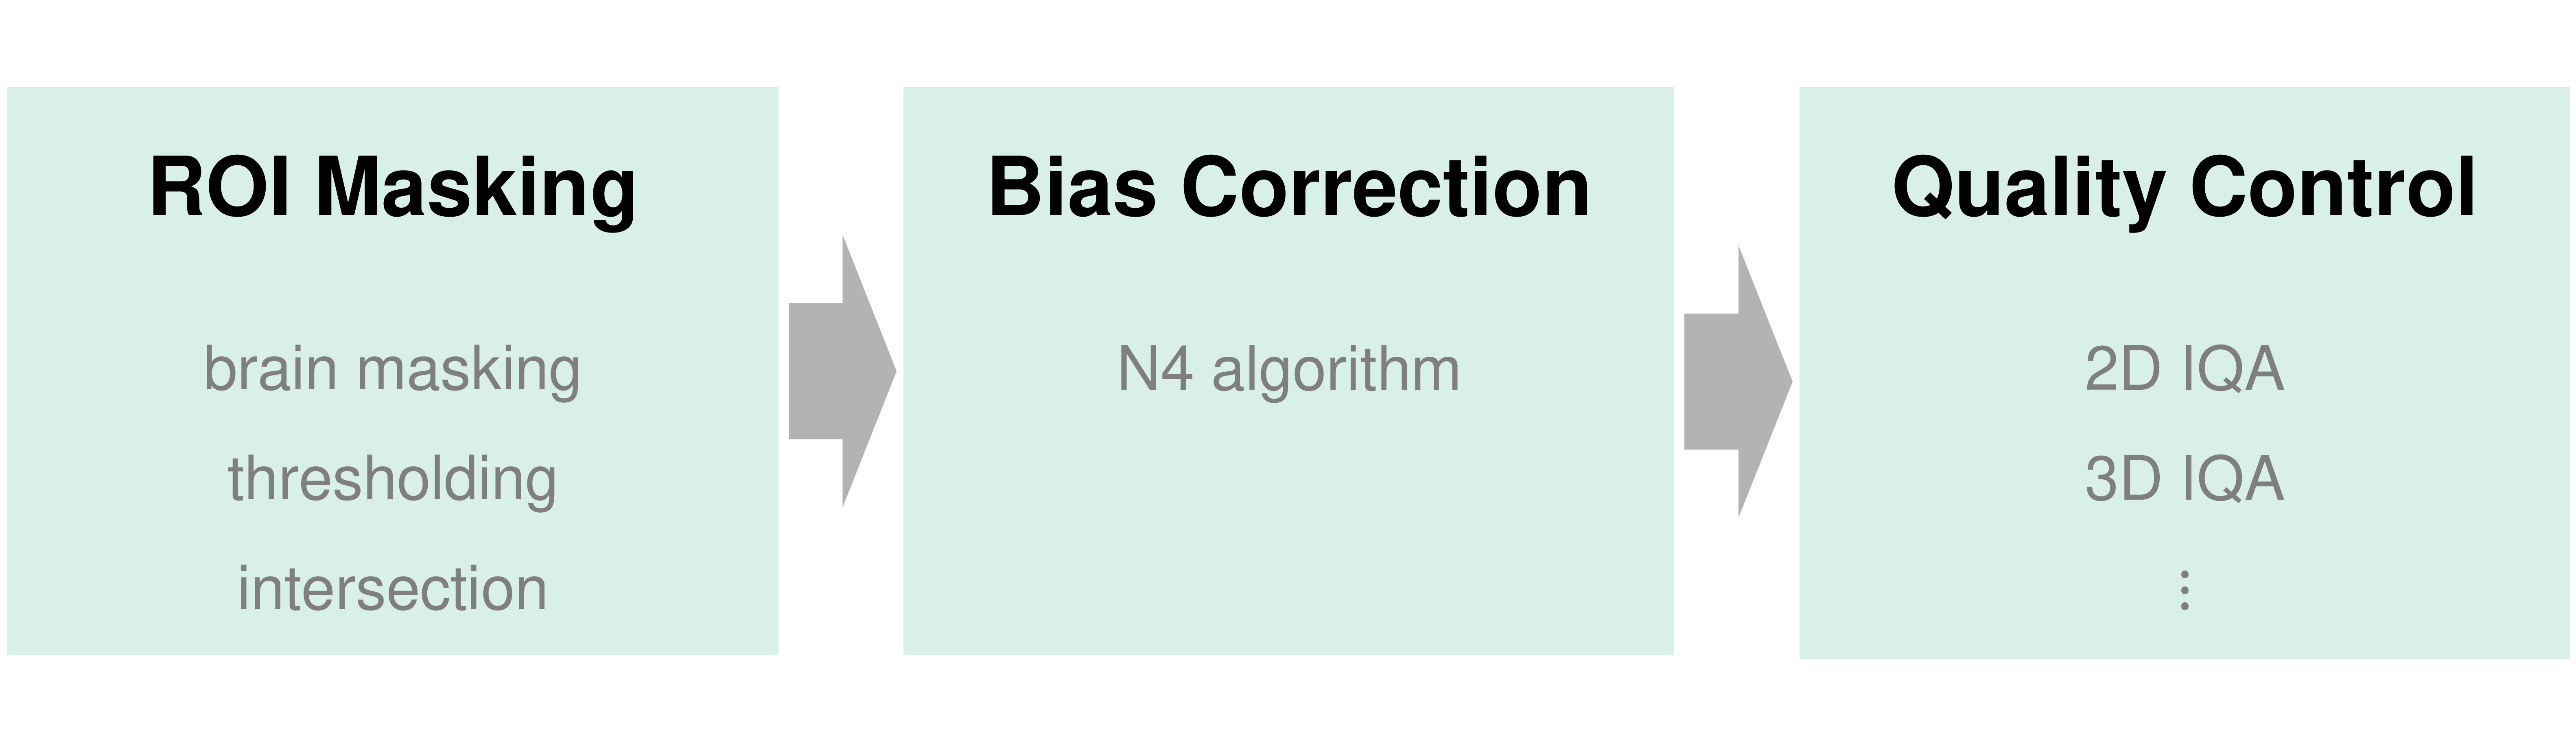 ROI Masking
brain masking
thresholding
intersection
Bias Correction
N4 algorithm
Quality Control
2D IQA
3D IQA
⋮